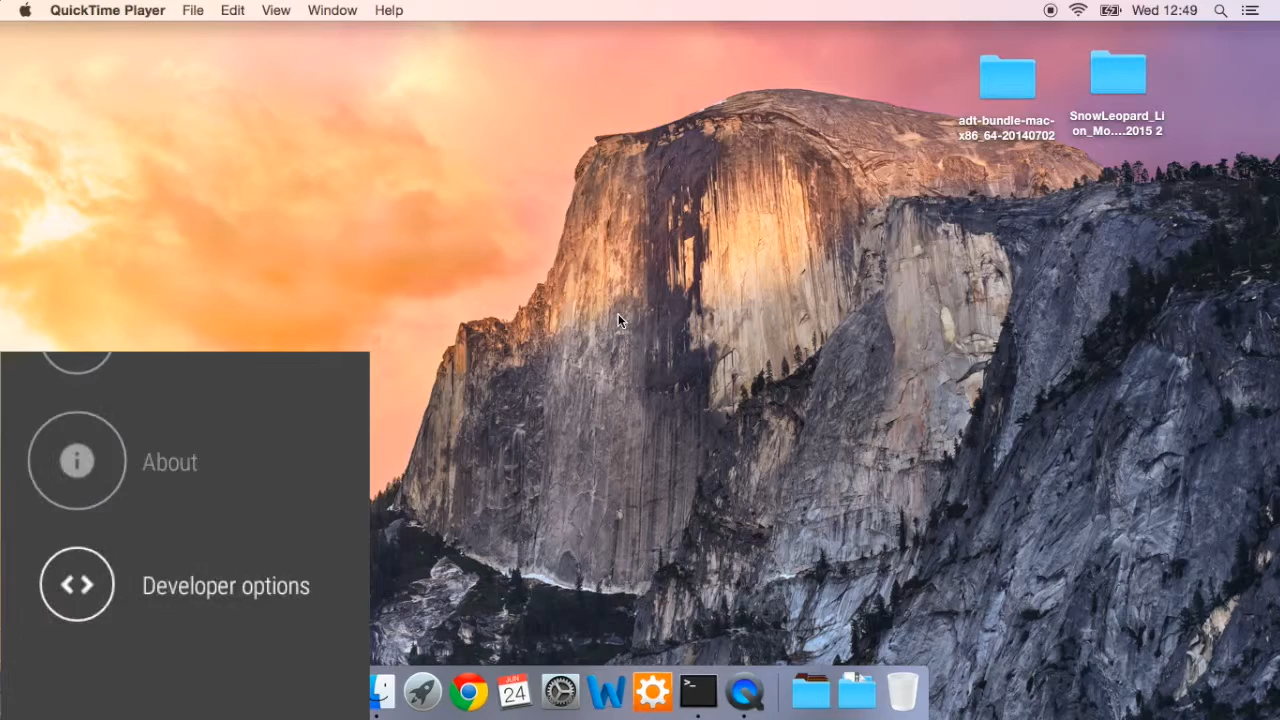 QuickTime Player File Edit View Window Help Wed 12:49
adt-bundle-mac-
x86_64-20140702
SnowLeopard_Li
on_Mo....2015 2
About
Developer options
JUN
24
W
>_